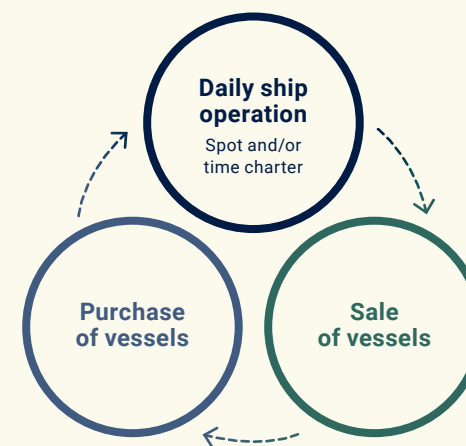 Daily ship
operation
Spot and/or
time charter
Purchase
of vessels
Sale
of vessels